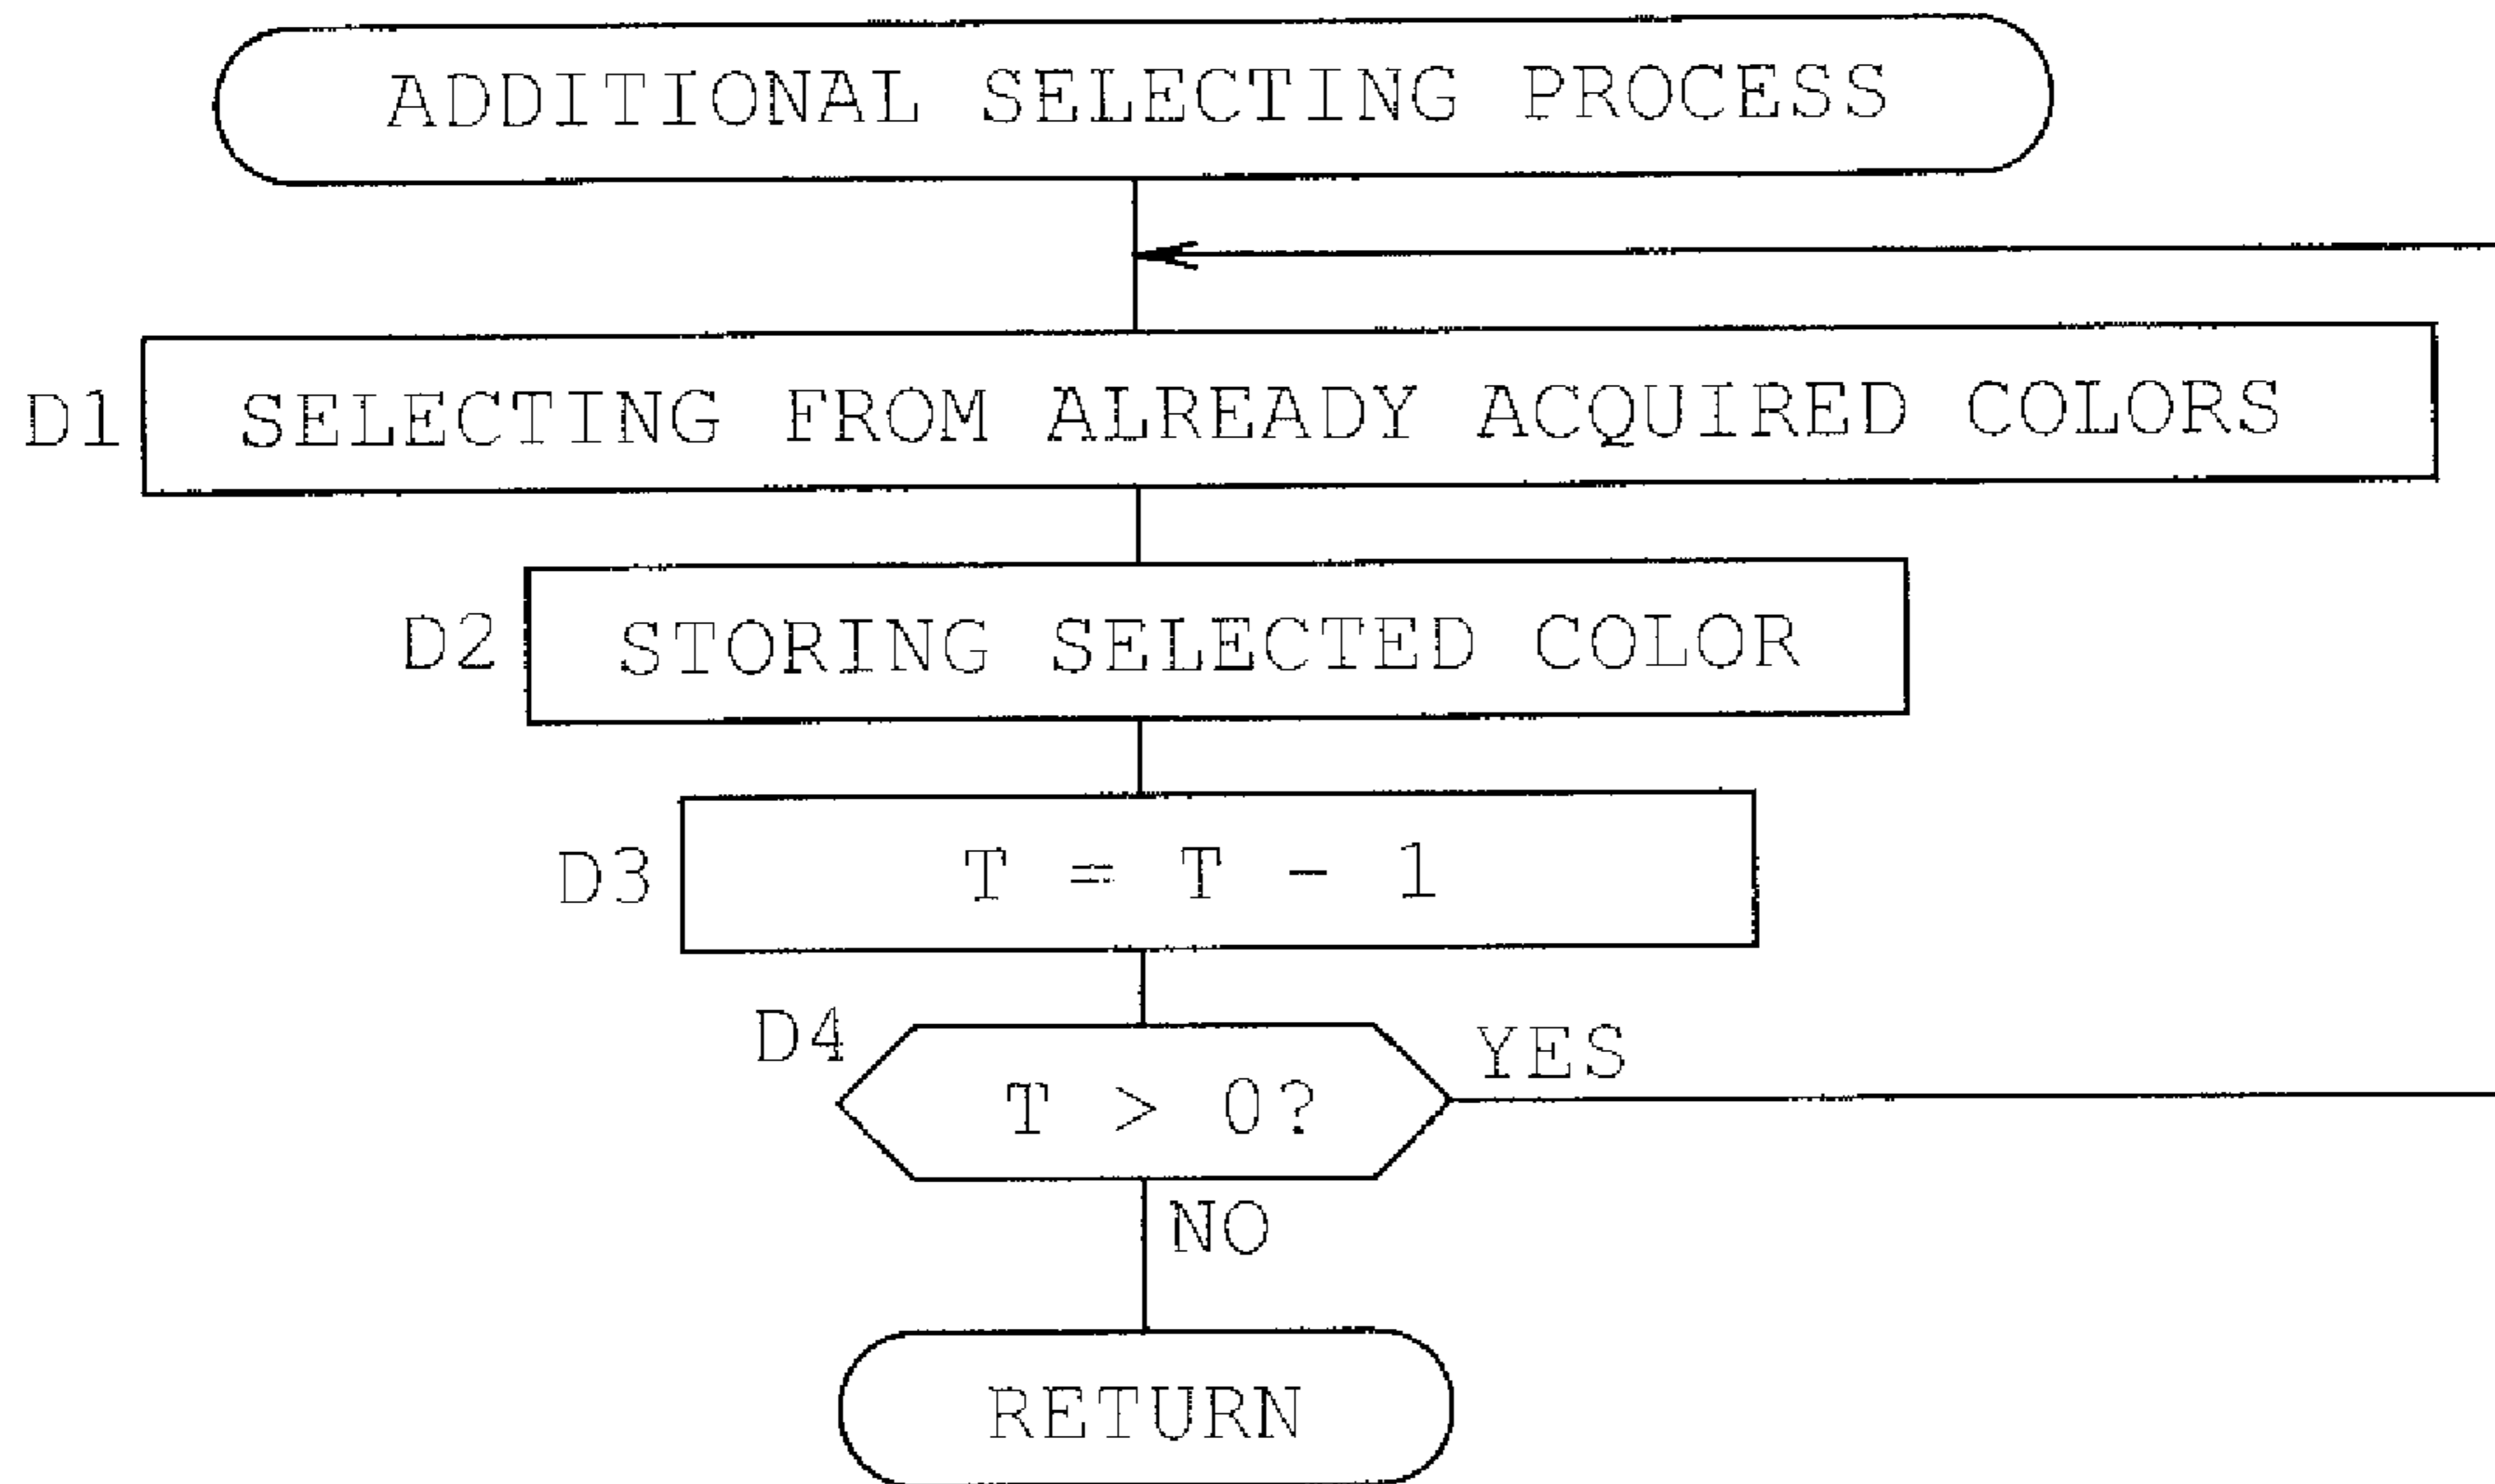 ADDITIONAL SELECTING PROCESS
D1 SELECTING FROM ALREADY ACQUIRED COLORS
D2 STORING SELECTED COLOR
D3 T = T - 1
D4
T > 0?
YES
NO
RETURN